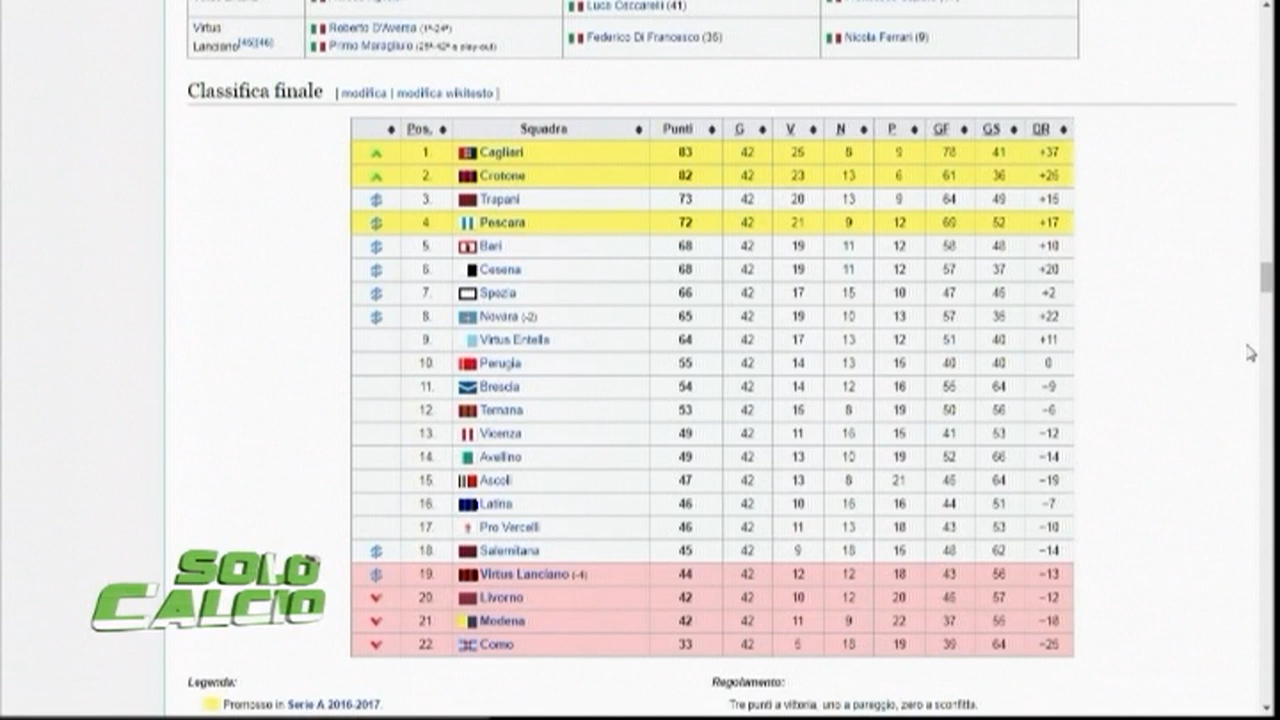 Luca Ceccarelli (41)
Virtus Lanciano[45][46] Roberto D'Aversa (1ª-24ª) Primo Maragliulo (25ª-42ª e play-out) Federico Di Francesco (36) Nicola Ferrari (9)
Classifica finale [ modifica | modifica wikitesto ]
Pos. Squadra Punti G V N P GF GS DR
1. Cagliari 83 42 25 8 9 78 41 +37
2. Crotone 82 42 23 13 6 61 36 +25
3. Trapani 73 42 20 13 9 64 49 +15
4. Pescara 72 42 21 9 12 69 52 +17
5. Bari 68 42 19 11 12 58 48 +10
6. Cesena 68 42 19 11 12 57 37 +20
7. Spezia 66 42 17 15 10 47 45 +2
8. Novara (-2) 65 42 19 10 13 57 35 +22
9. Virtus Entella 64 42 17 13 12 51 40 +11
10. Perugia 55 42 14 13 15 40 40 0
11. Brescia 54 42 14 12 16 55 64 −9
12. Ternana 53 42 15 8 19 50 56 −6
13. Vicenza 49 42 11 16 15 41 53 −12
14. Avellino 49 42 13 10 19 52 66 −14
15. Ascoli 47 42 13 8 21 45 64 −19
16. Latina 46 42 10 16 16 44 51 −7
17. Pro Vercelli 46 42 11 13 18 43 53 −10
18. Salernitana 45 42 9 18 15 48 62 −14
19. Virtus Lanciano (-4) 44 42 12 12 18 43 56 −13
20. Livorno 42 42 10 12 20 45 57 −12
21. Modena 42 42 11 9 22 37 55 −18
22. Como 33 42 5 18 19 39 64 −25
SOLO
CALCIO
Legenda: Regolamento:
Promosso in Serie A 2016-2017. Tre punti a vittoria, uno a pareggio, zero a sconfitta.